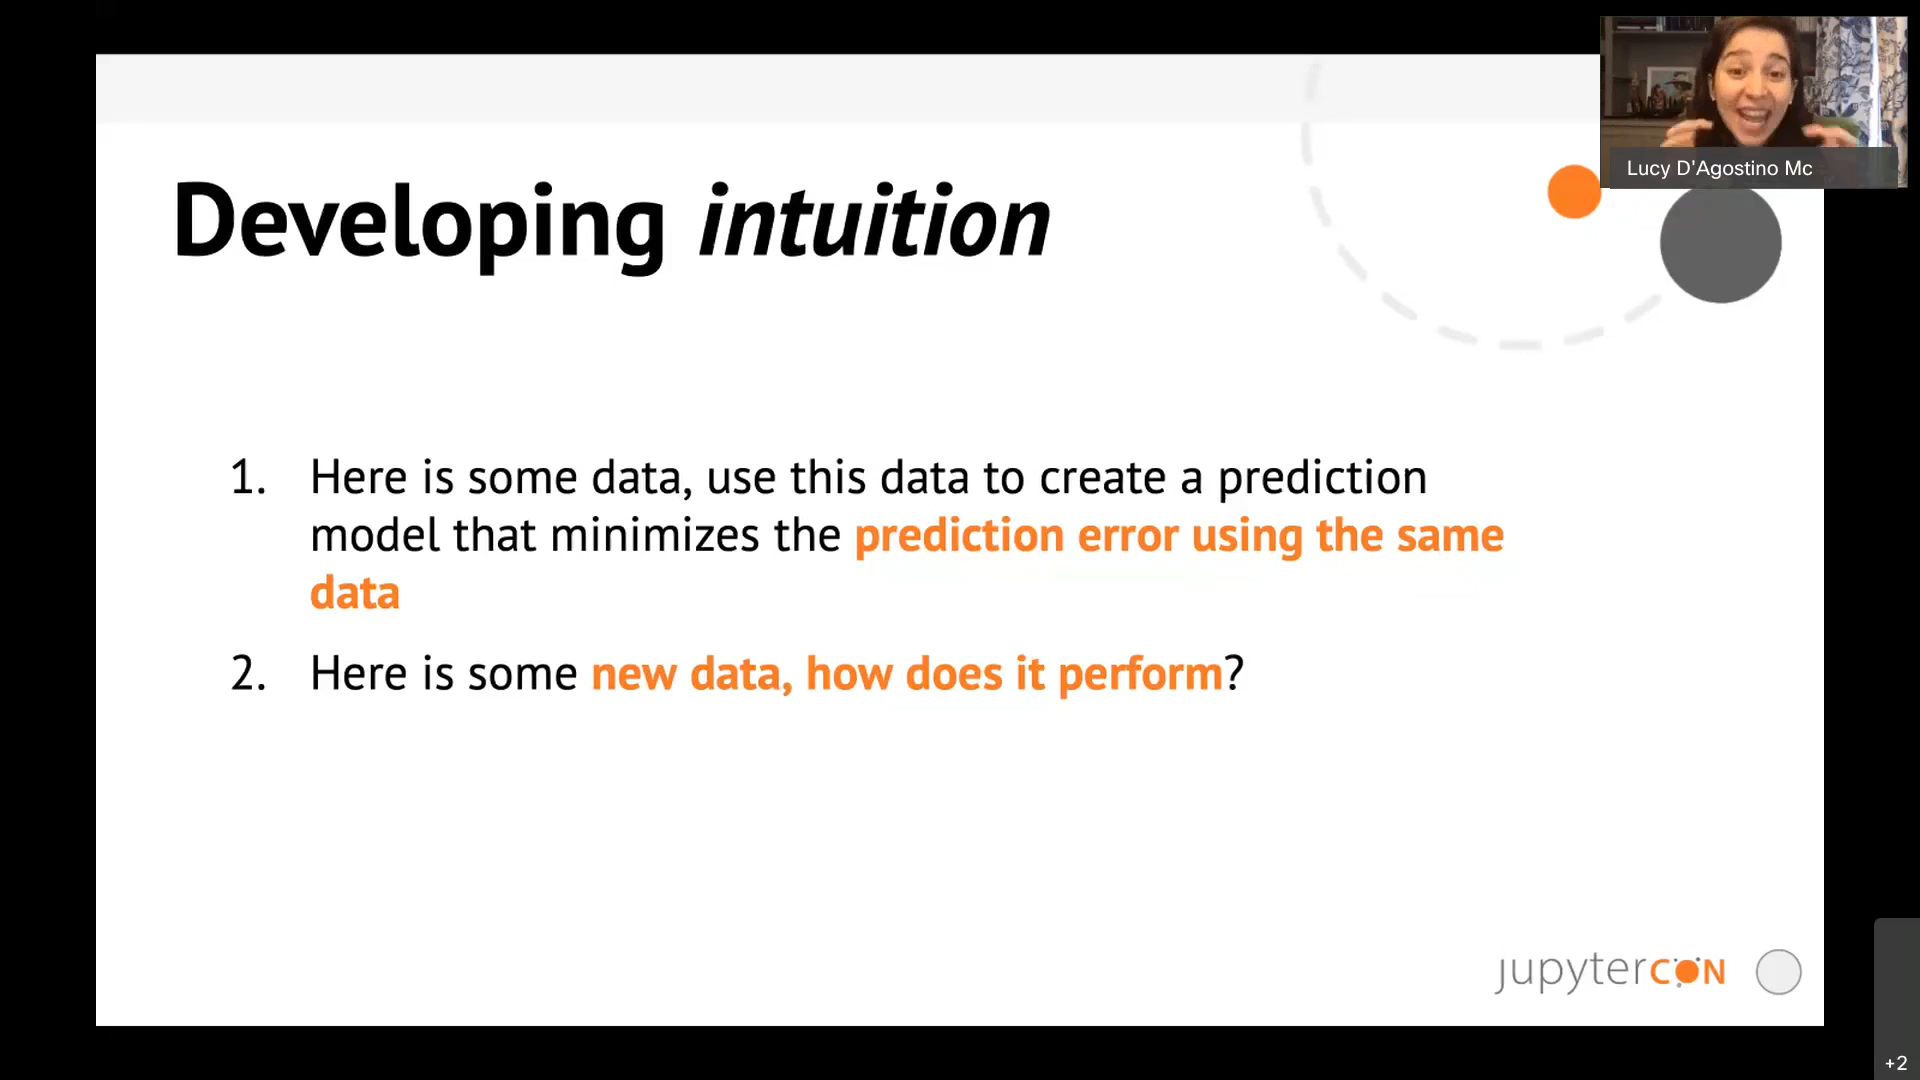 Lucy D'Agostino Mc
Developing intuition
1. Here is some data, use this data to create a prediction
model that minimizes the prediction error using the same
data
2. Here is some new data, how does it perform?
jupytercon
+2